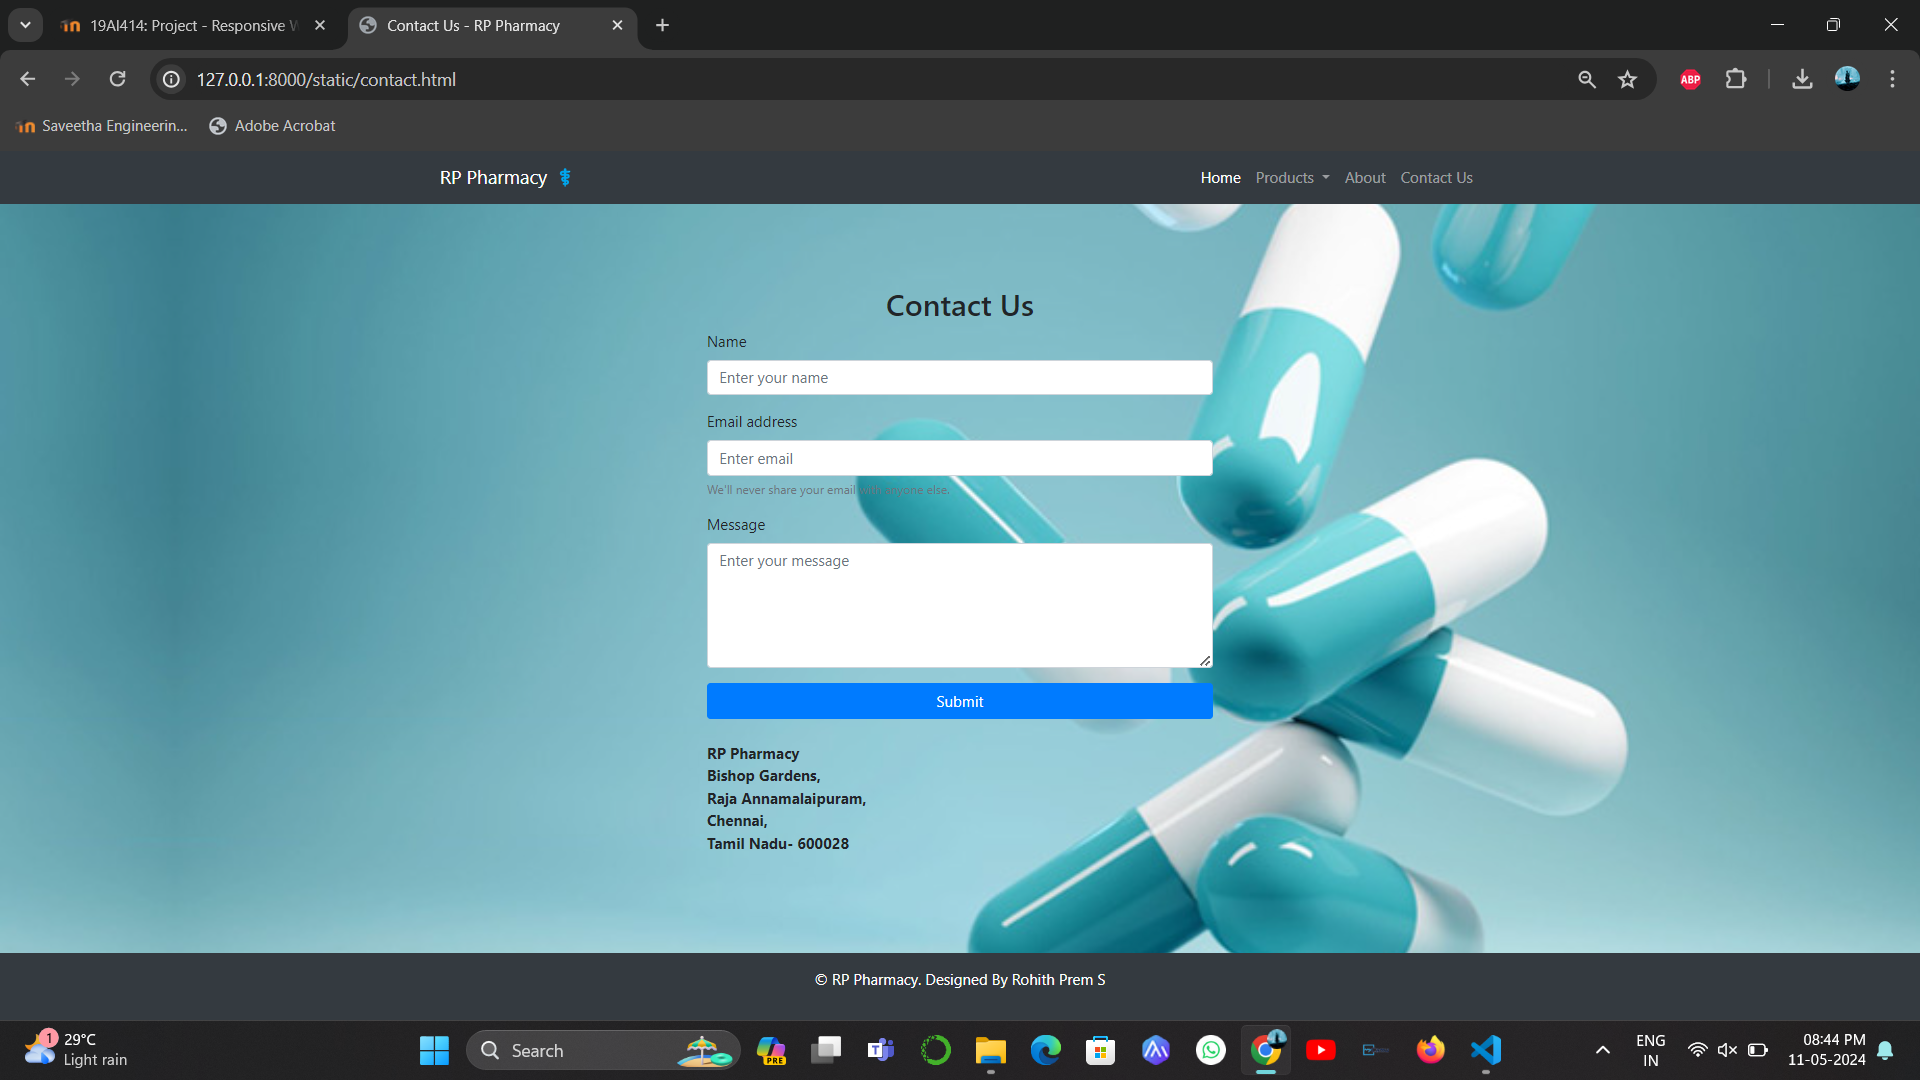 19AI414: Project - Responsive W
Contact Us - RP Pharmacy
127.0.0.1:8000/static/contact.html
ABP
Saveetha Engineerin...
Adobe Acrobat
RP Pharmacy
Home
Products
About
Contact Us
Contact Us
Name
Enter your name
Email address
Enter email
We'll never share your email with anyone else.
Message
Enter your message
Submit
RP Pharmacy
Bishop Gardens,
Raja Annamalaipuram,
Chennai,
Tamil Nadu- 600028
© RP Pharmacy. Designed By Rohith Prem S
1
29°C
Light rain
Search
PRE
ENG
IN
08:44 PM
11-05-2024